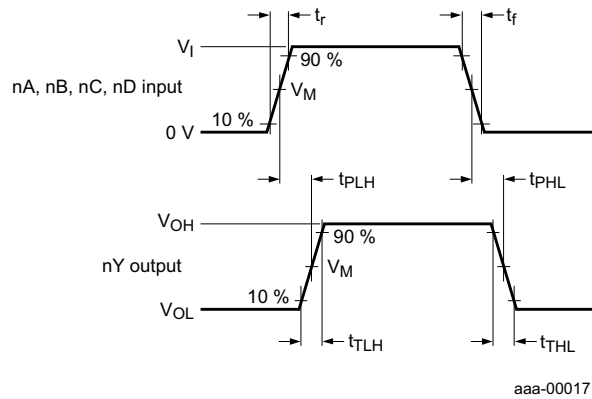 tr
tf
VI
90 %
nA, nB, nC, nD input
VM
10 %
0 V
tPLH
tPHL
VOH
90 %
nY output
VM
10 %
VOL
tTLH
tTHL
aaa-00017